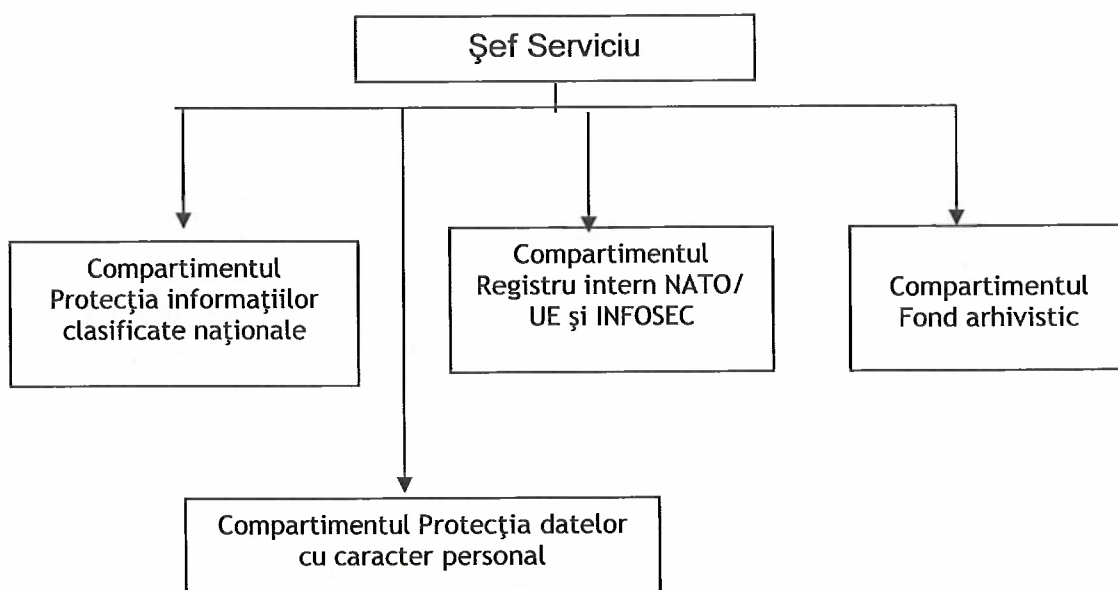 Şef Serviciu
Compartimentul
Protecţia informaţiilor
clasificate naţionale
Compartimentul
Registru intern NATO/
UE şi INFOSEC
Compartimentul
Fond arhivistic
Compartimentul Protecţia datelor
cu caracter personal